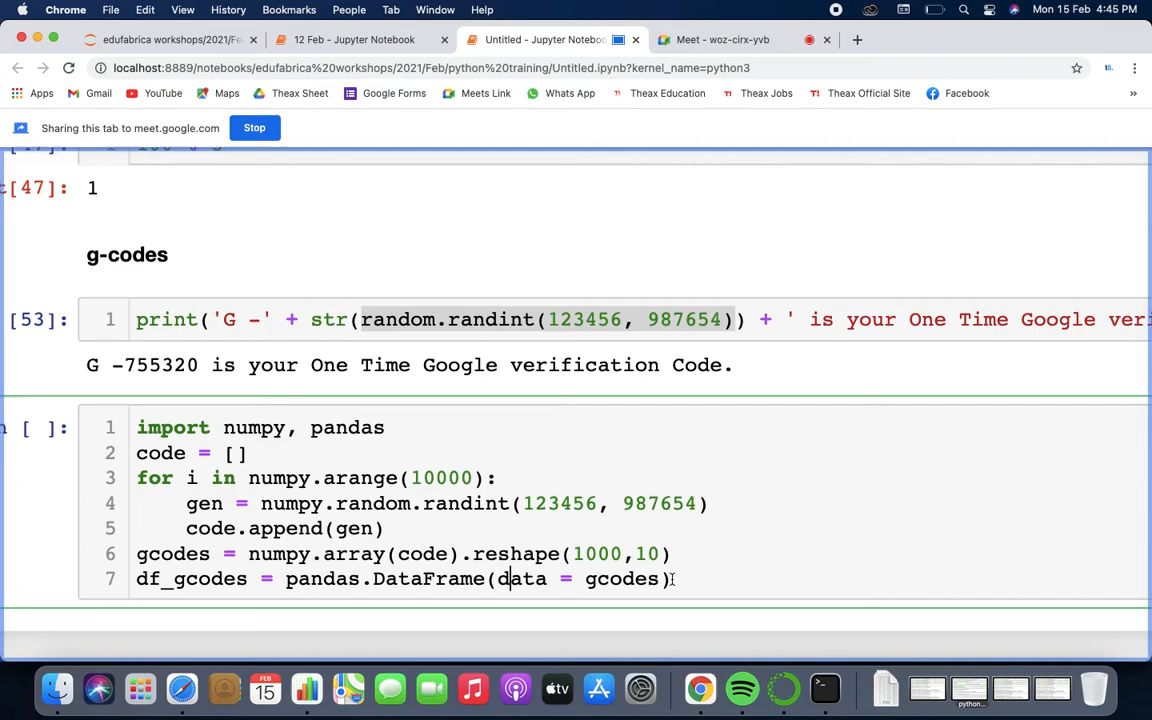 Chrome File Edit View History Bookmarks People Tab Window Help Mon 15 Feb 4:45 PM
edufabrica workshops/2021/Fe 12 Feb - Jupyter Notebook Untitled - Jupyter Noteboo Meet - woz-cirx-yvb
localhost:8889/notebooks/edufabrica%20workshops/2021/Feb/python%20training/Untitled.ipynb?kernel_name=python3
Apps Gmail YouTube Maps Theax Sheet Google Forms Meets Link Whats App Theax Education Theax Jobs Theax Official Site Facebook »
Sharing this tab to meet.google.com Stop
t[47]: 1
g-codes
[53]: 1 print('G -' + str(random.randint(123456, 987654)) + ' is your One Time Google veri
G -755320 is your One Time Google verification Code.
n [ ]: 1 import numpy, pandas
2 code = []
3 for i in numpy.arange(10000):
4 gen = numpy.random.randint(123456, 987654)
5 code.append(gen)
6 gcodes = numpy.array(code).reshape(1000,10)
7 df_gcodes = pandas.DataFrame(data = gcodes)
FEB
15
tv
python...